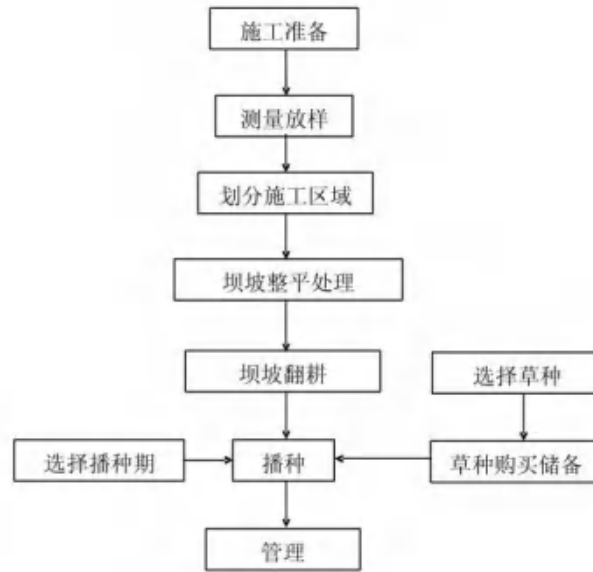 施工准备
测量放样
划分施工区域
坝坡整平处理
坝坡翻耕
选择草种
选择播种期
播种
草种购买储备
管理